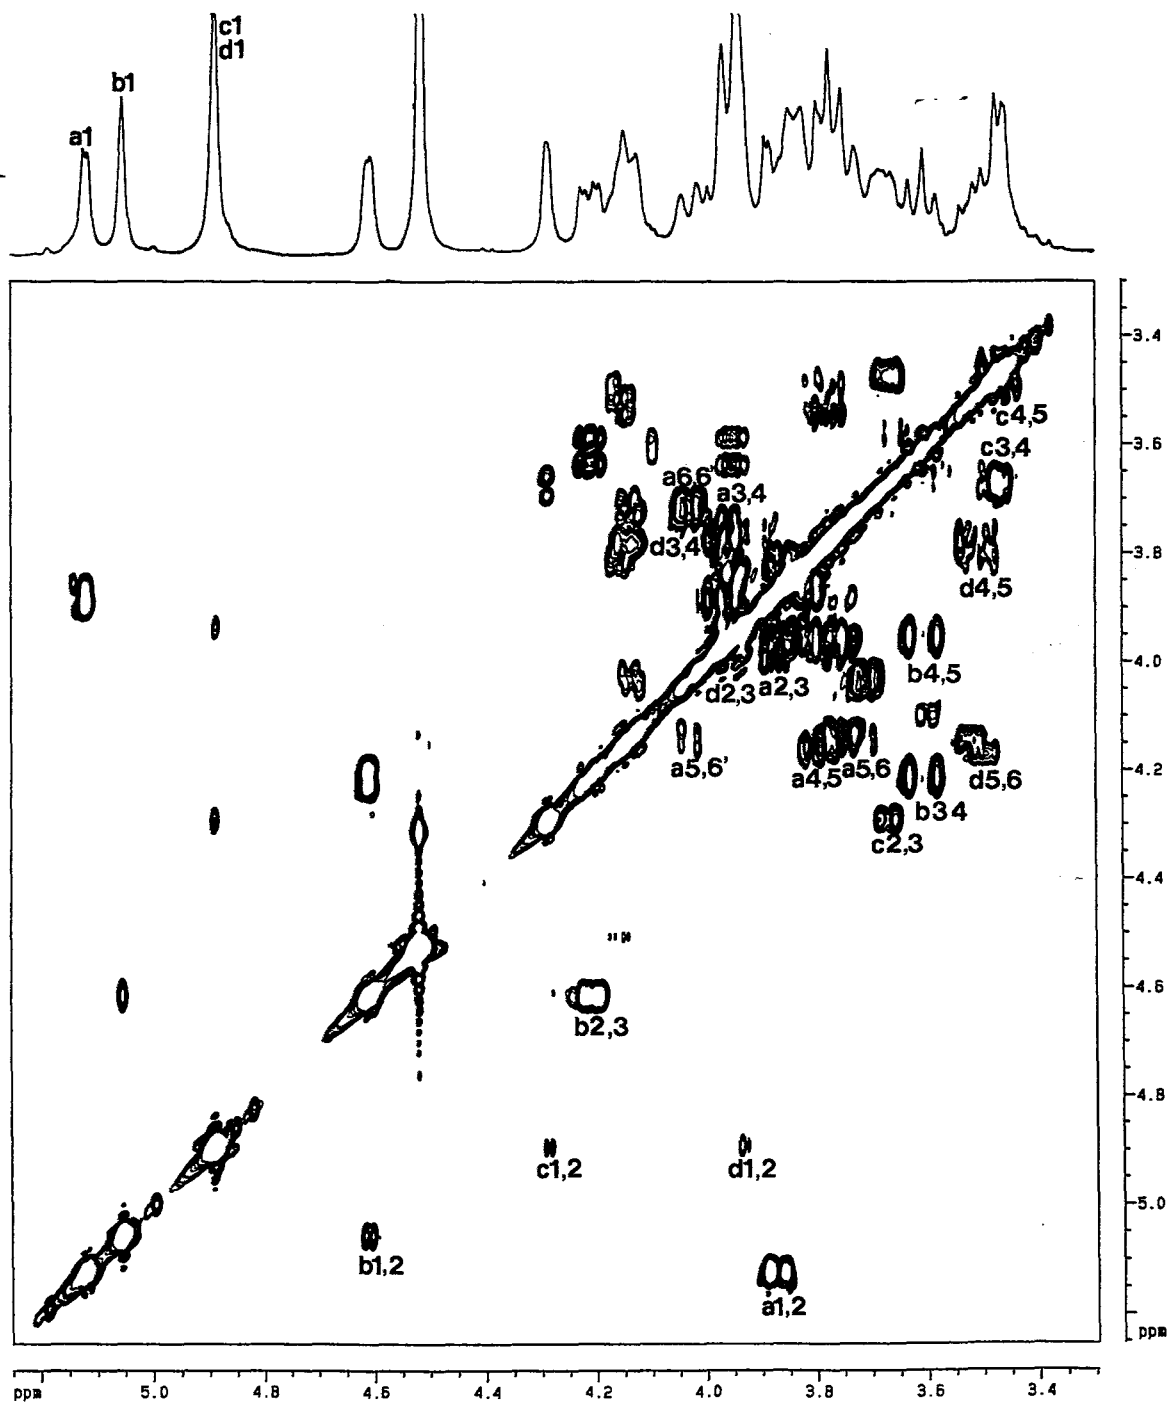 c1
d1
b1
a1
3.4
c4,5
c3,4
3.6
a6,6'
a3,4
d3,4
3.8
d4,5
4.0
b4,5
d2,3
a2,3
a5,6'
a4,5
a5,6
d5,6
4.2
b3 4
c2,3
4.4
4.6
b2,3
4.8
c1,2
d1,2
5.0
b1,2
a1,2
ppm
ppm 5.0 4.8 4.6 4.4 4.2 4.0 3.8 3.6 3.4